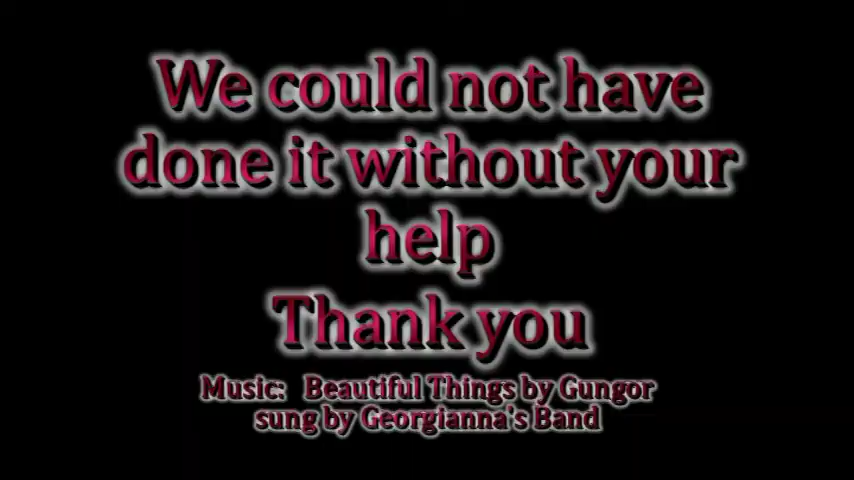 We could not have
done it without your
help
Thank you
Music:   Beautiful Things by Gungor
sung by Georgianna's Band